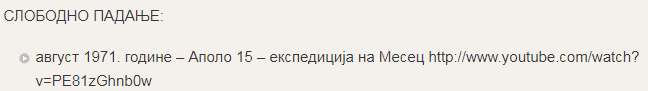 СЛОБОДНО ПАДАЊЕ:
август 1971. године – Аполо 15 – експедиција на Месец http://www.youtube.com/watch?
v=PE81zGhnb0w